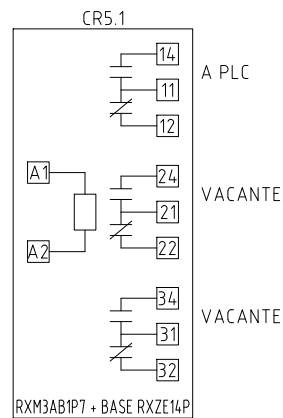 CR5.1
14
A PLC
11
12
A1
24
VACANTE
21
A2
22
34
VACANTE
31
32
RXM3AB1P7 + BASE RXZE14P